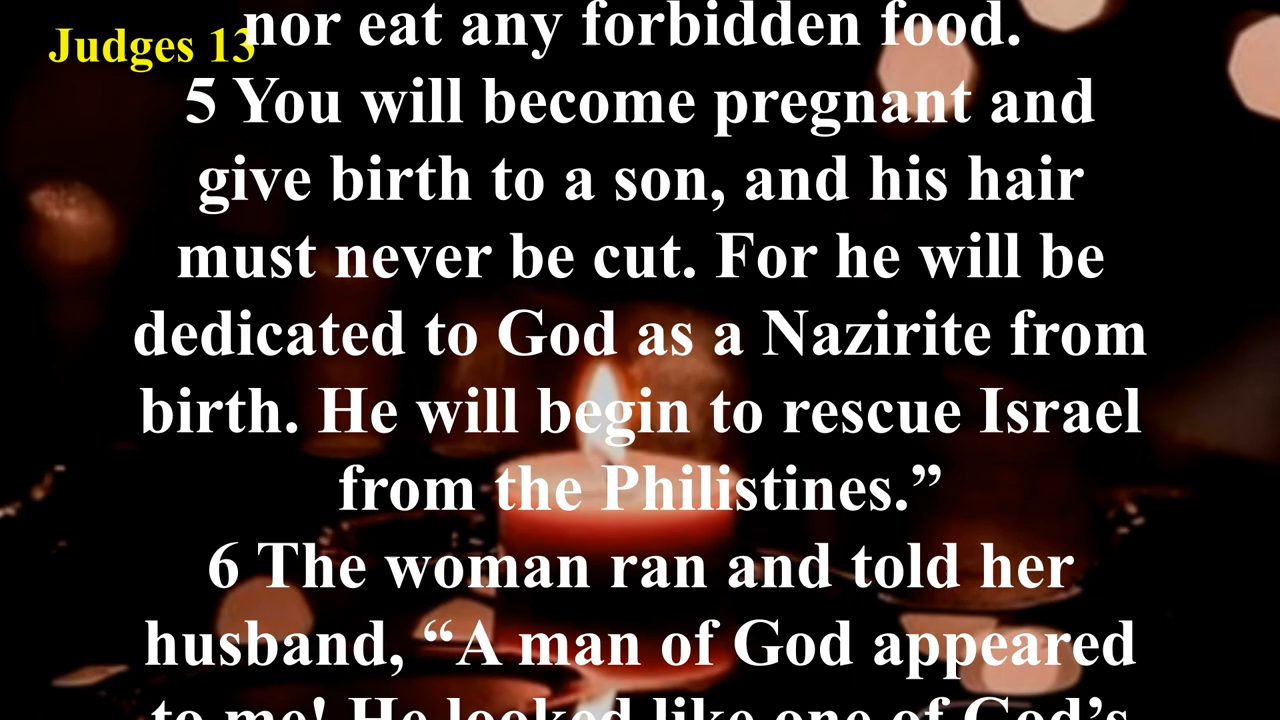 Judges 13
nor eat any forbidden food.
5 You will become pregnant and
give birth to a son, and his hair
must never be cut. For he will be
dedicated to God as a Nazirite from
birth. He will begin to rescue Israel
from the Philistines.”
6 The woman ran and told her
husband, “A man of God appeared
to me! He looked like one of God’s